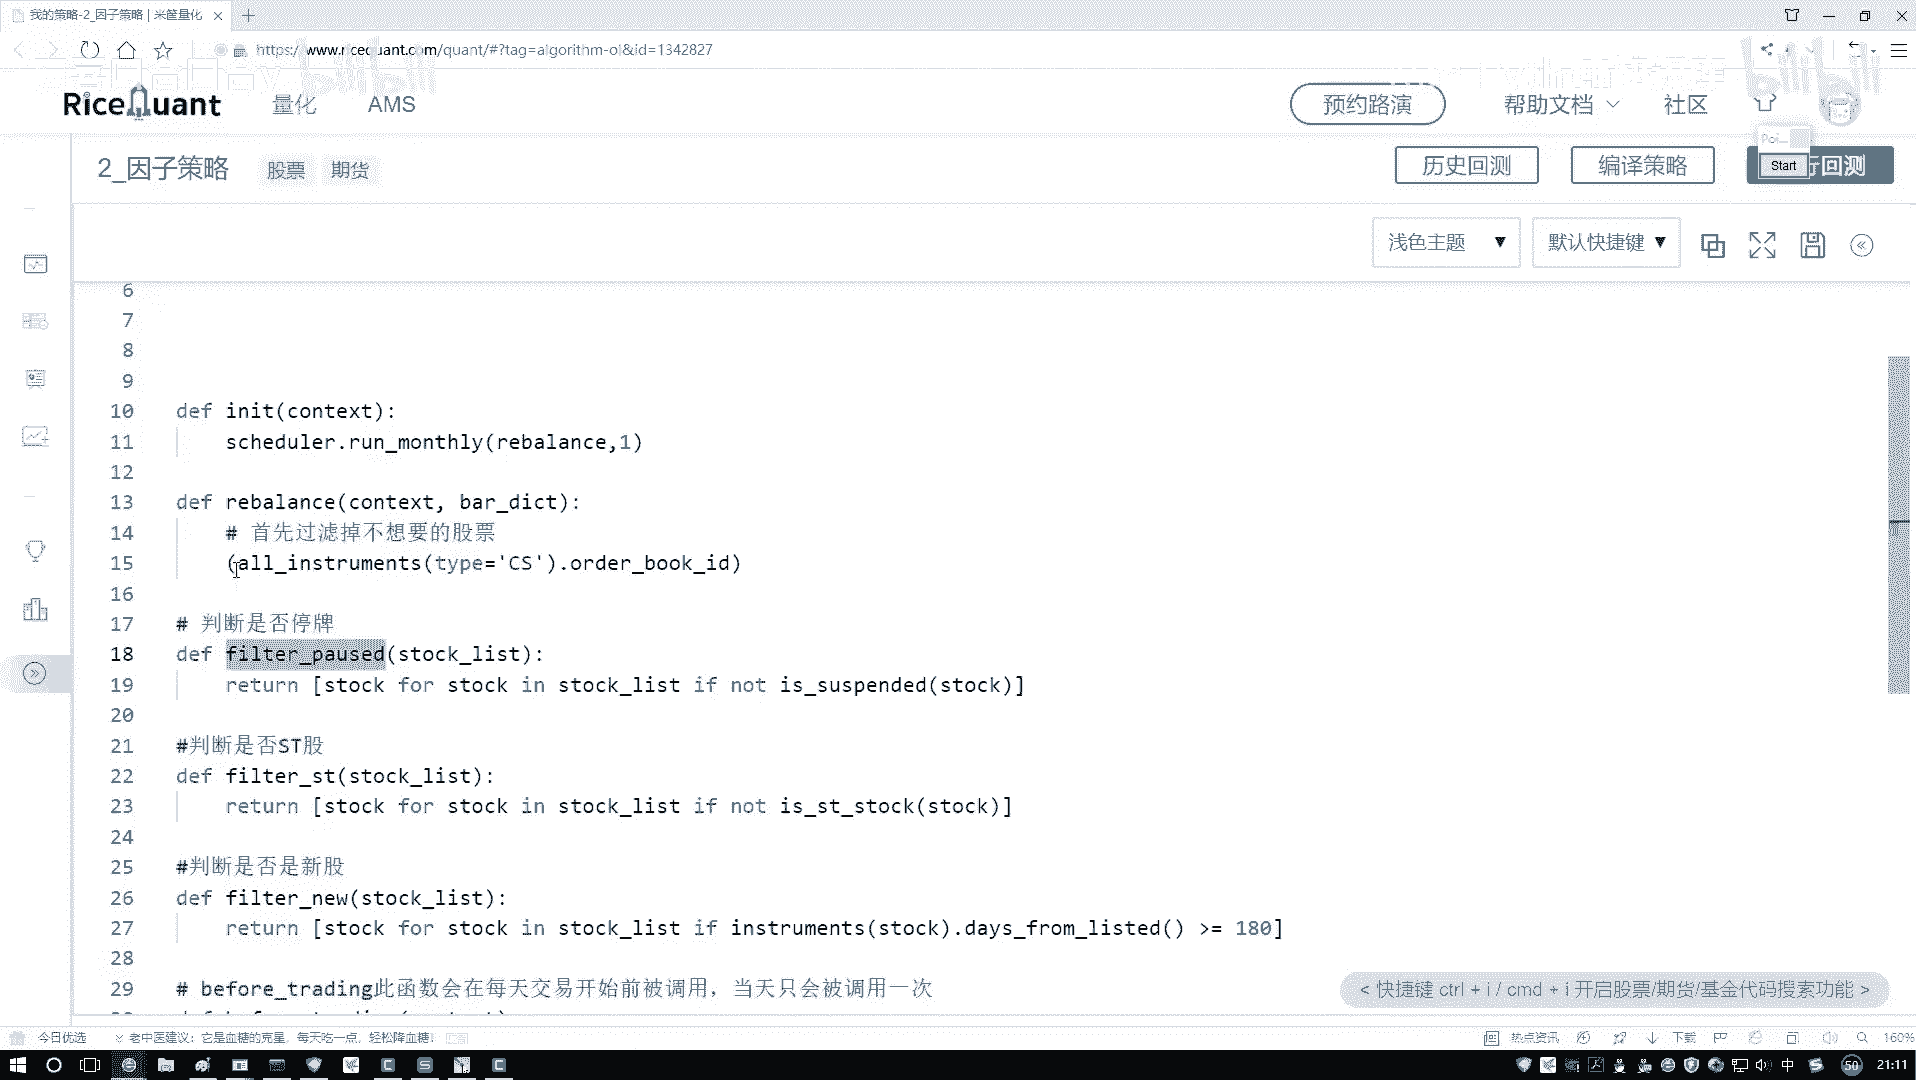 我的策略-2_因子策略 | 米筐量化
https://www.ricequant.com/quant/#?tag=algorithm-ol&id=1342827
bilibili
bilibili
RiceQuant
量化
AMS
预约路演
帮助文档
社区
2_因子策略
股票
期货
历史回测
编译策略
Start
回测
浅色主题
默认快捷键
6
7
8
9
10 def init(context):
11 scheduler.run_monthly(rebalance,1)
12
13 def rebalance(context, bar_dict):
14 # 首先过滤掉不想要的股票
15 (all_instruments(type='CS').order_book_id)
16
17 # 判断是否停牌
18 def filter_paused(stock_list):
19 return [stock for stock in stock_list if not is_suspended(stock)]
20
21 #判断是否ST股
22 def filter_st(stock_list):
23 return [stock for stock in stock_list if not is_st_stock(stock)]
24
25 #判断是否是新股
26 def filter_new(stock_list):
27 return [stock for stock in stock_list if instruments(stock).days_from_listed() >= 180]
28
29 # before_trading此函数会在每天交易开始前被调用，当天只会被调用一次
< 快捷键 ctrl + i / cmd + i 开启股票/期货/基金代码搜索功能 >
今日优选
老中医建议：它是血糖的克星，每天吃一点，轻松降血糖！
热点资讯
下载
160%
中
50
21:11